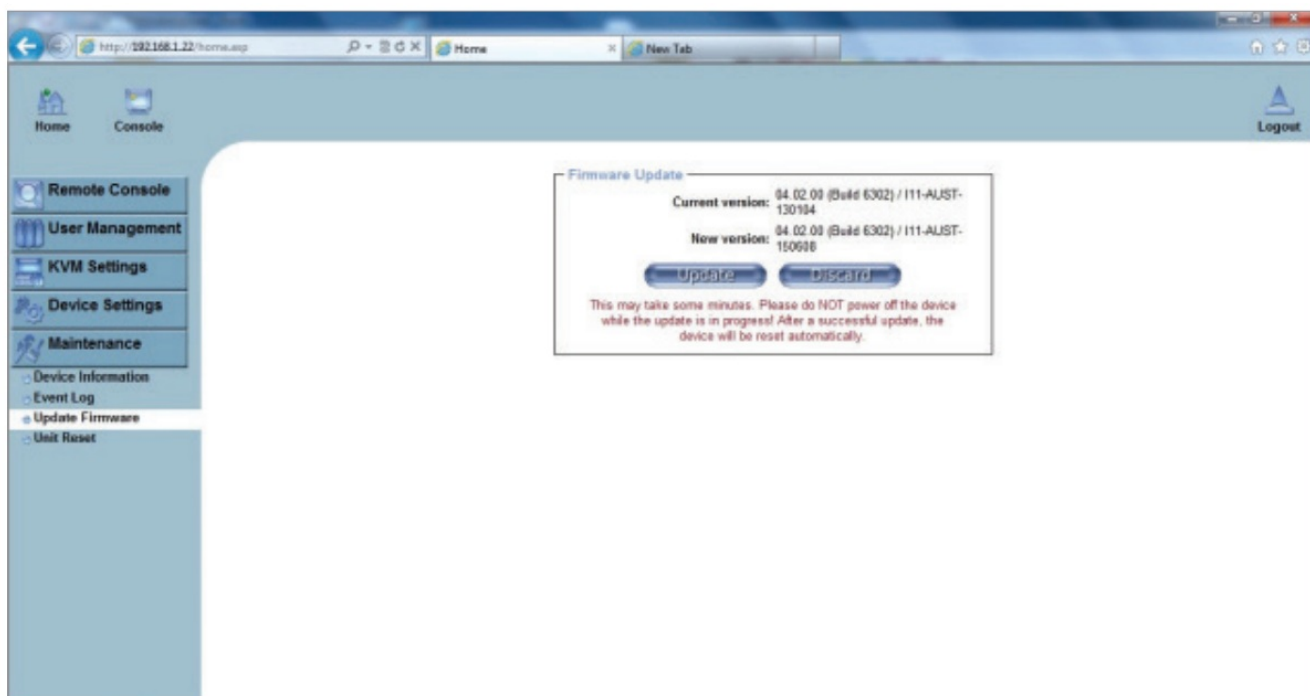 http://192.168.1.22/home.asp
Home
New Tab
Home
Console
Logout
Remote Console
User Management
KVM Settings
Device Settings
Maintenance
Device Information
Event Log
Update Firmware
Unit Reset
Firmware Update
Current version: 04.02.00 (Build 6302) / I11-AUST-
130104
New version: 04.02.00 (Build 6302) / I11-AUST-
150608
Update
Discard
This may take some minutes. Please do NOT power off the device
while the update is in progress! After a successful update, the
device will be reset automatically.